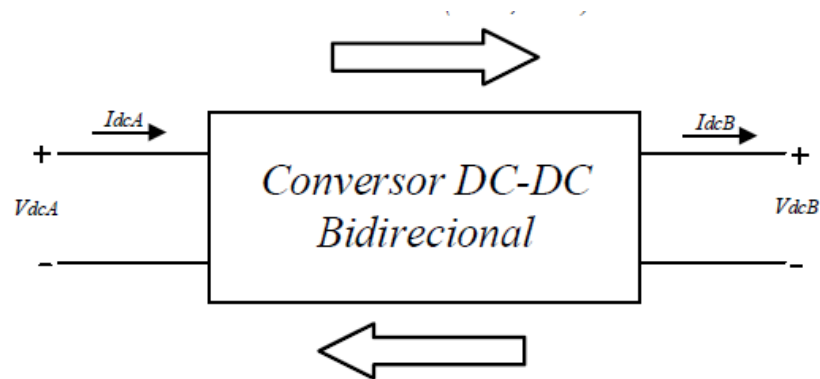 IdcA
IdcB
+
+
Conversor DC-DC
Bidirecional
VdcA
VdcB
-
-